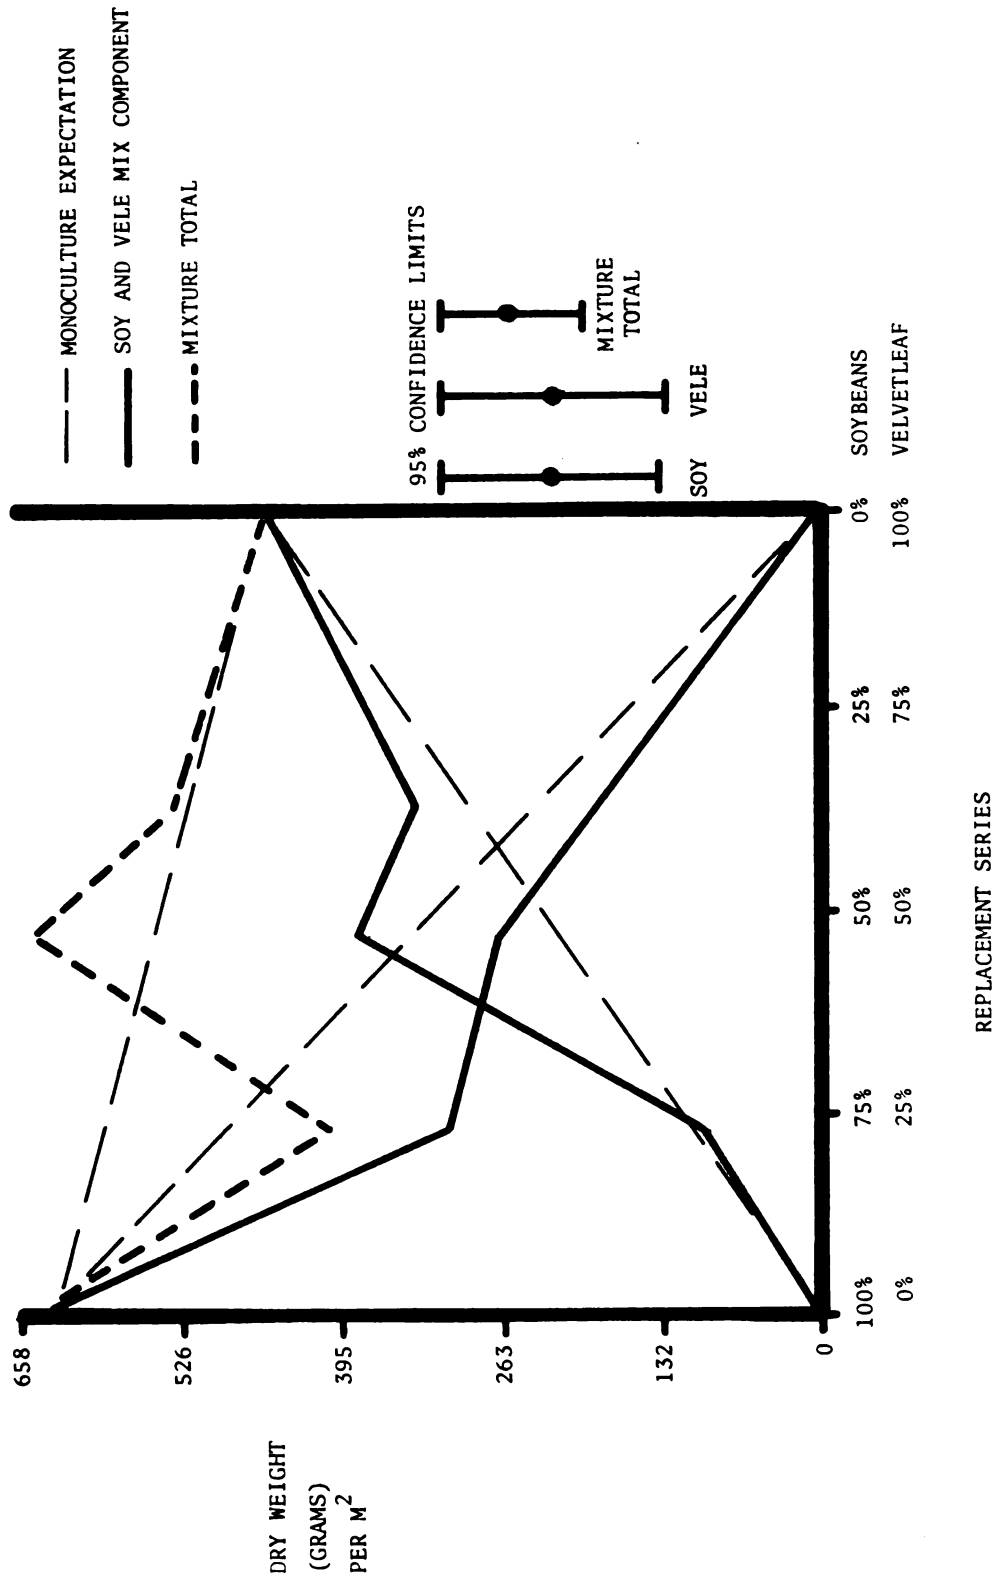 MONOCULTURE EXPECTATION
SOY AND VELE MIX COMPONENT
MIXTURE TOTAL
95% CONFIDENCE LIMITS
SOY
VELE
MIXTURE
TOTAL
DRY WEIGHT
(GRAMS)
PER M2
658
526
395
263
132
0
100% 75% 50% 25% 0% SOYBEANS
0% 25% 50% 75% 100% VELVETLEAF
REPLACEMENT SERIES